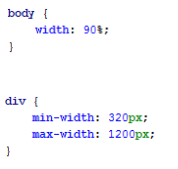 body {
    width: 90%;
}
div {
    min-width: 320px;
    max-width: 1200px;
}